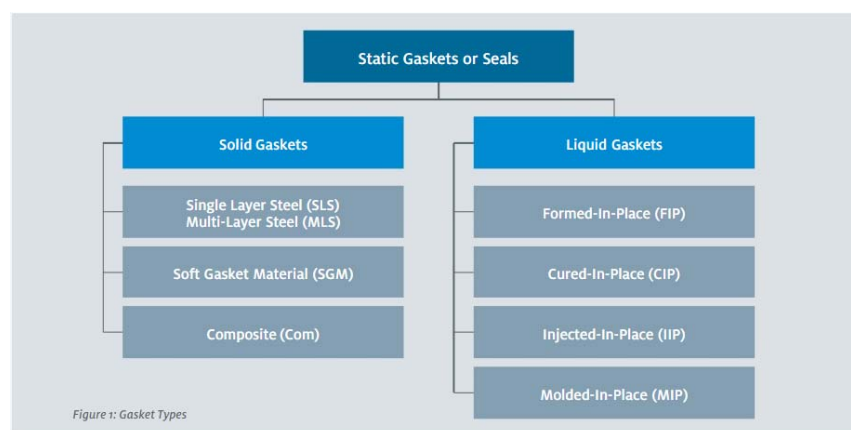 Static Gaskets or Seals
Solid Gaskets
Single Layer Steel (SLS)
Multi-Layer Steel (MLS)
Soft Gasket Material (SGM)
Composite (Com)
Liquid Gaskets
Formed-In-Place (FIP)
Cured-In-Place (CIP)
Injected-In-Place (IIP)
Molded-In-Place (MIP)
Figure 1: Gasket Types